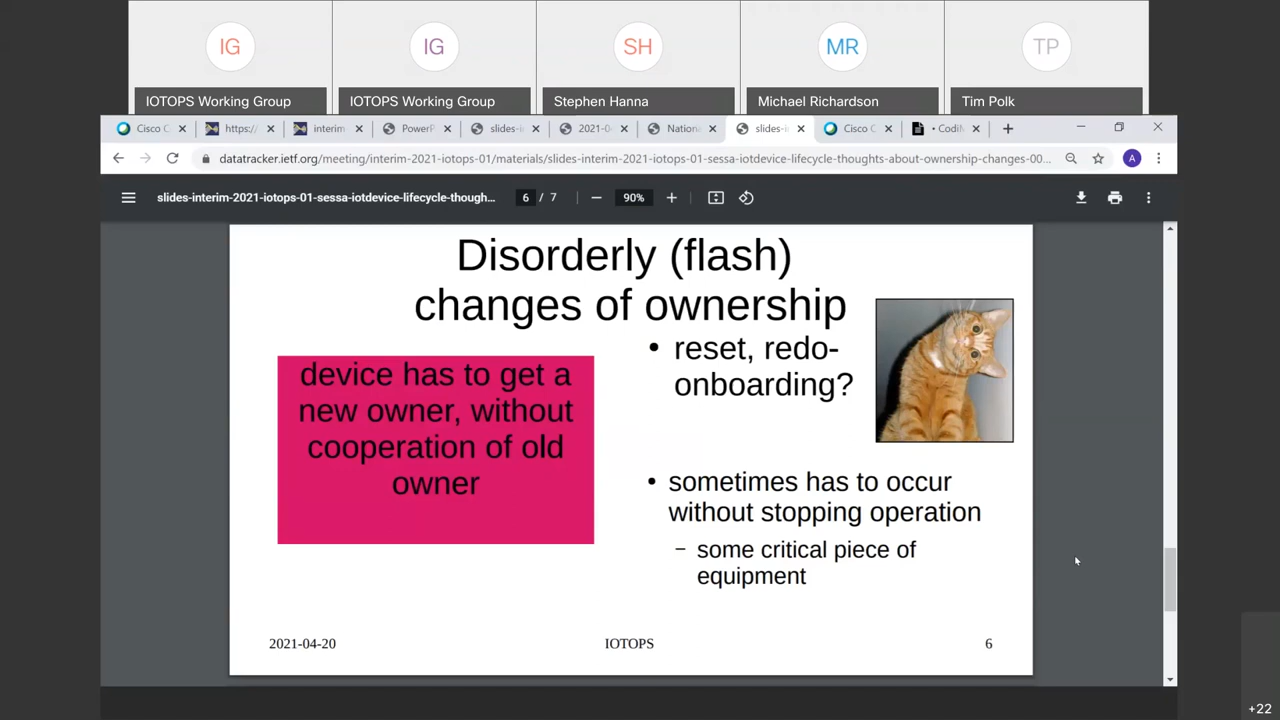 IG
IG
SH
MR
TP
IOTOPS Working Group
IOTOPS Working Group
Stephen Hanna
Michael Richardson
Tim Polk
Cisco C
https:/
interim
PowerP
slides-i
2021-0
Nationa
slides-i
Cisco C
• CodiM
datatracker.ietf.org/meeting/interim-2021-iotops-01/materials/slides-interim-2021-iotops-01-sessa-iotdevice-lifecycle-thoughts-about-ownership-changes-00...
A
slides-interim-2021-iotops-01-sessa-iotdevice-lifecycle-though...
6 / 7
90%
Disorderly (flash)
changes of ownership
device has to get a
new owner, without
cooperation of old
owner
• reset, redo-
onboarding?
• sometimes has to occur
without stopping operation
– some critical piece of
equipment
2021-04-20
IOTOPS
6
+22